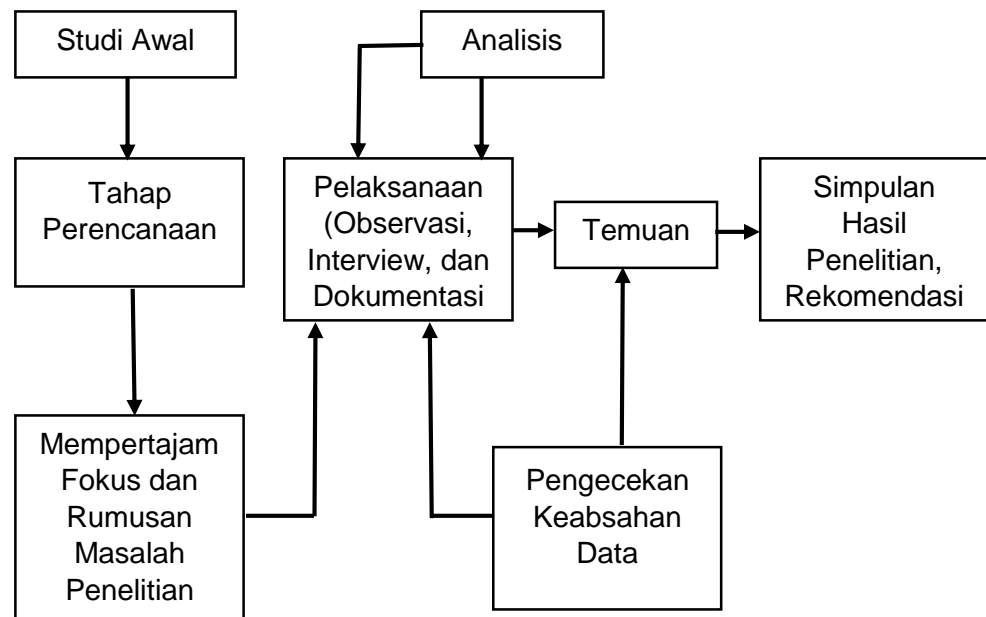 Studi Awal
Analisis
Tahap
Perencanaan
Pelaksanaan
(Observasi,
Interview, dan
Dokumentasi
Temuan
Simpulan
Hasil
Penelitian,
Rekomendasi
Mempertajam
Fokus dan
Rumusan
Masalah
Penelitian
Pengecekan
Keabsahan
Data